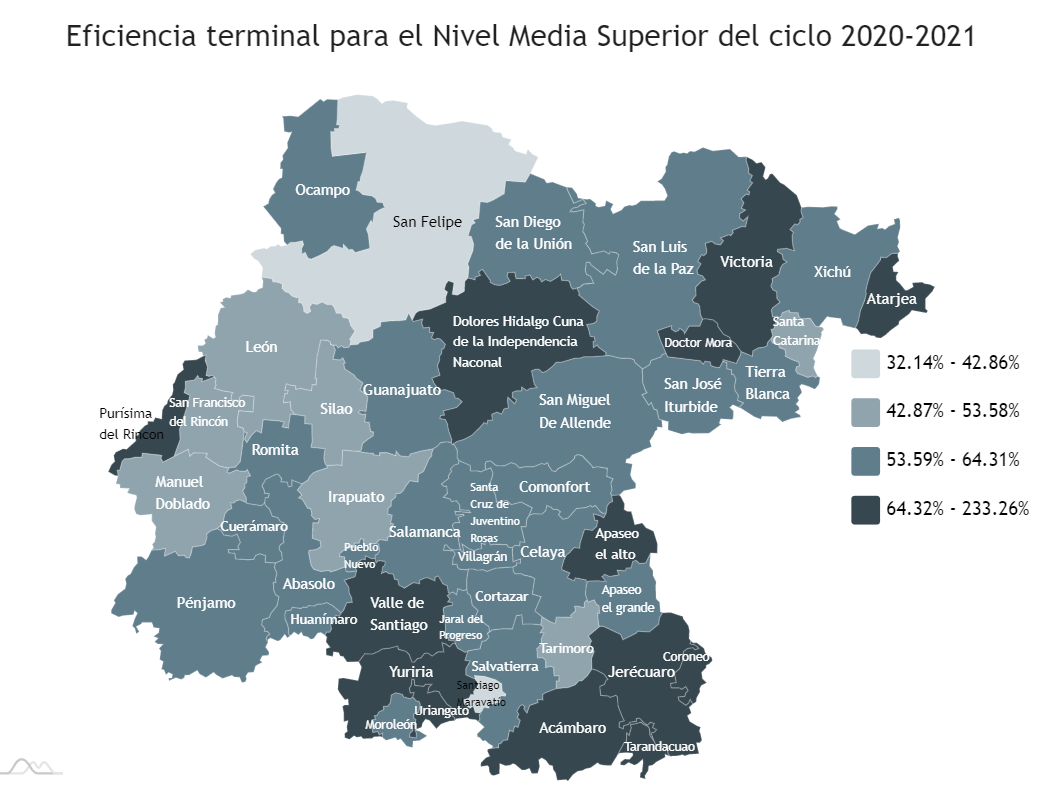 Eficiencia terminal para el Nivel Media Superior del ciclo 2020-2021
Ocampo
San Felipe
San Diego
de la Unión
San Luis
de la Paz
Victoria
Xichú
Atarjea
Dolores Hidalgo Cuna
de la Independencia
Naconal
Doctor Mora
Santa
Catarina
León
Guanajuato
Tierra
Blanca
San José
Iturbide
San Miguel
De Allende
Silao
San Francisco
del Rincón
Purísima
del Rincon
Romita
Manuel
Doblado
Irapuato
Cuerámaro
Salamanca
Santa
Cruz de
Juventino
Rosas
Comonfort
Pueblo
Nuevo
Villagrán
Celaya
Apaseo
el alto
Abasolo
Pénjamo
Huanímaro
Valle de
Santiago
Cortazar
Apaseo
el grande
Jaral del
Progreso
Tarimoro
Salvatierra
Yuriria
Santiago
Maravatío
Jerécuaro
Coroneo
Uriangato
Moroleón
Acámbaro
Tarandacuao
32.14% - 42.86%
42.87% - 53.58%
53.59% - 64.31%
64.32% - 233.26%